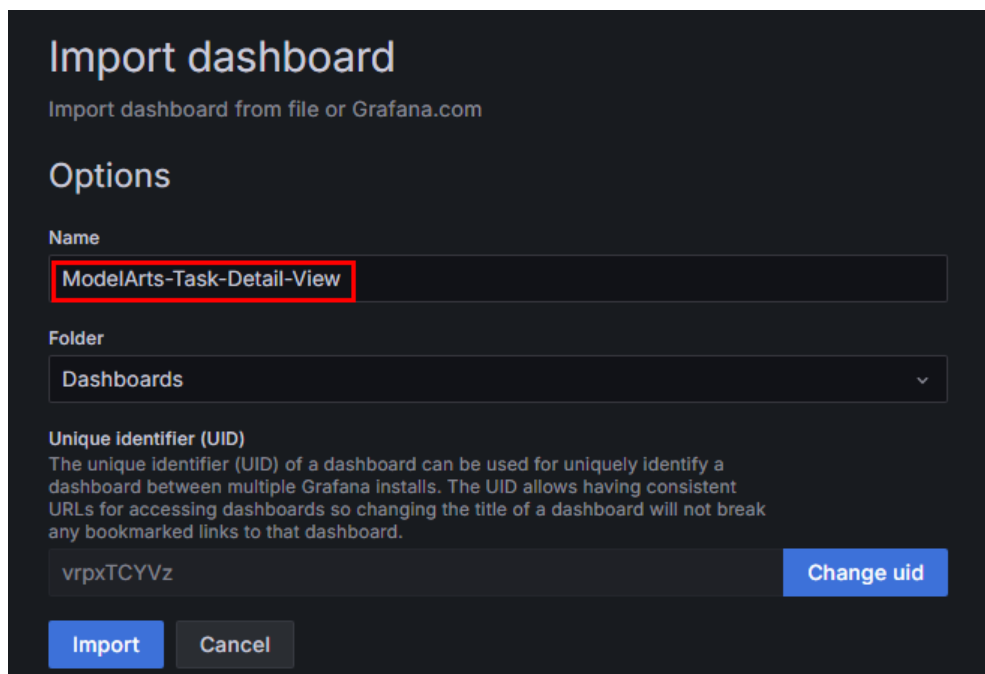 Import dashboard
Import dashboard from file or Grafana.com
Options
Name
ModelArts-Task-Detail-View
Folder
Dashboards
Unique identifier (UID)
The unique identifier (UID) of a dashboard can be used for uniquely identify a
dashboard between multiple Grafana installs. The UID allows having consistent
URLs for accessing dashboards so changing the title of a dashboard will not break
any bookmarked links to that dashboard.
vrpxTCYVz
Change uid
Import
Cancel